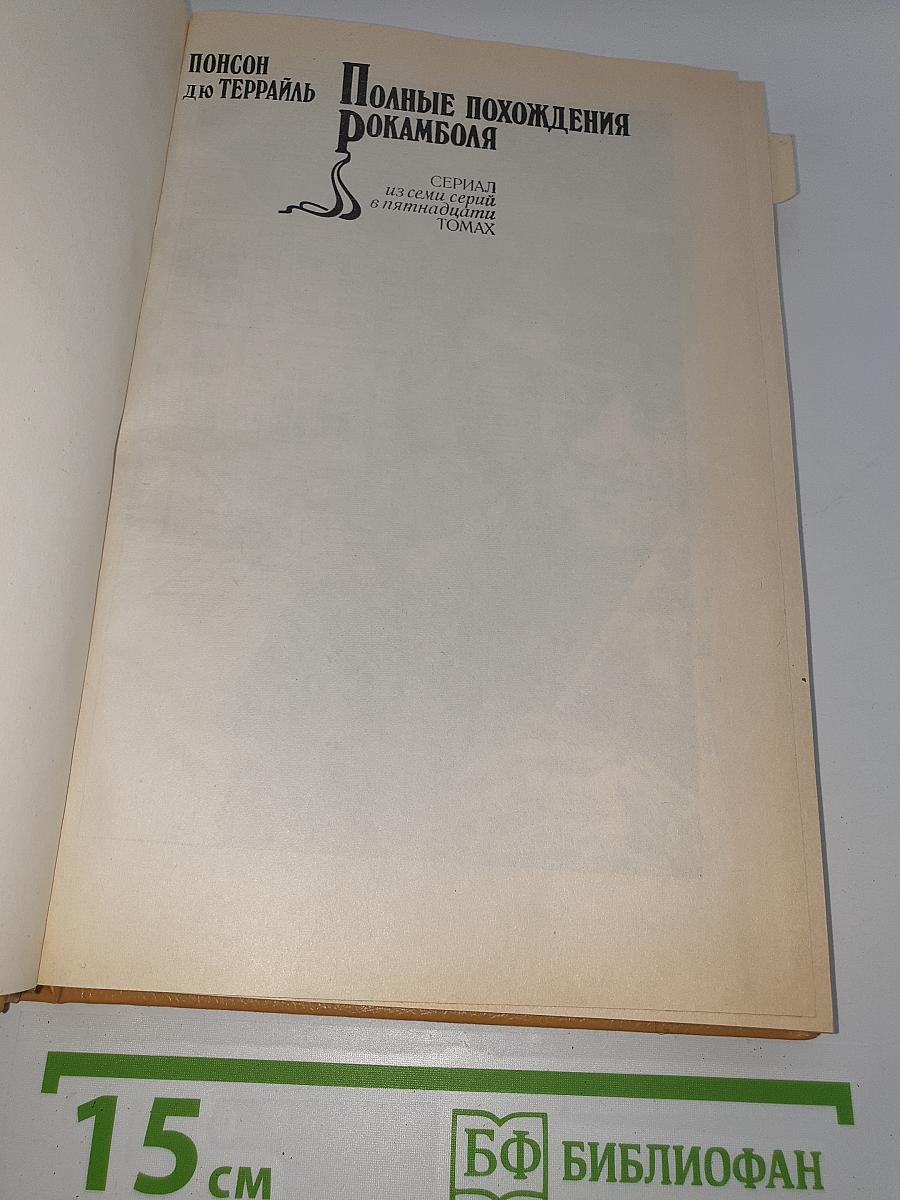 ПОНСОН
дю ТЕРРАЙЛЬ
Полные похождения
Рокамболя
СЕРИАЛ
из семи серий
в пятнадцати
ТОМАХ
15 см
БФ БИБЛИОФАН